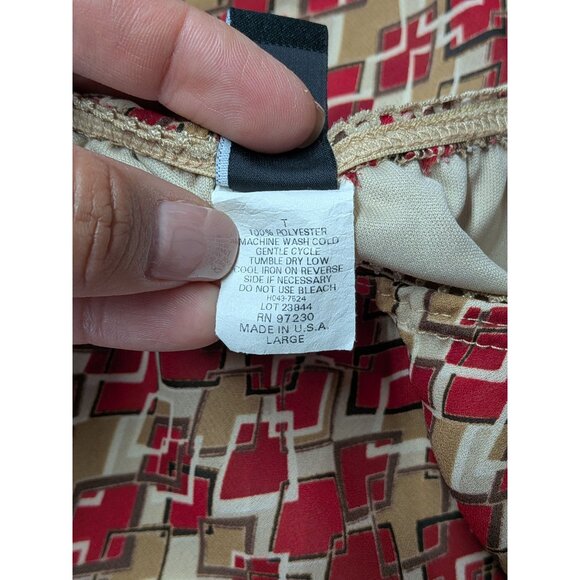 T
100% POLYESTER
MACHINE WASH COLD
GENTLE CYCLE
TUMBLE DRY LOW
COOL IRON ON REVERSE
SIDE IF NECESSARY
DO NOT USE BLEACH
H043-7524
LOT 23844
RN 97230
MADE IN U.S.A.
LARGE